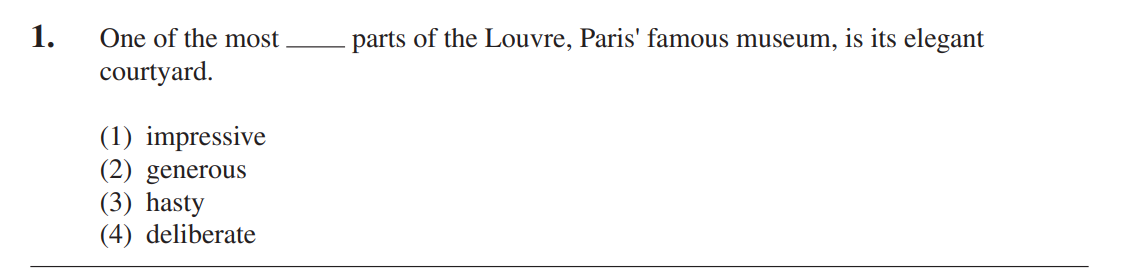 1. One of the most _____ parts of the Louvre, Paris' famous museum, is its elegant
courtyard.
(1) impressive
(2) generous
(3) hasty
(4) deliberate